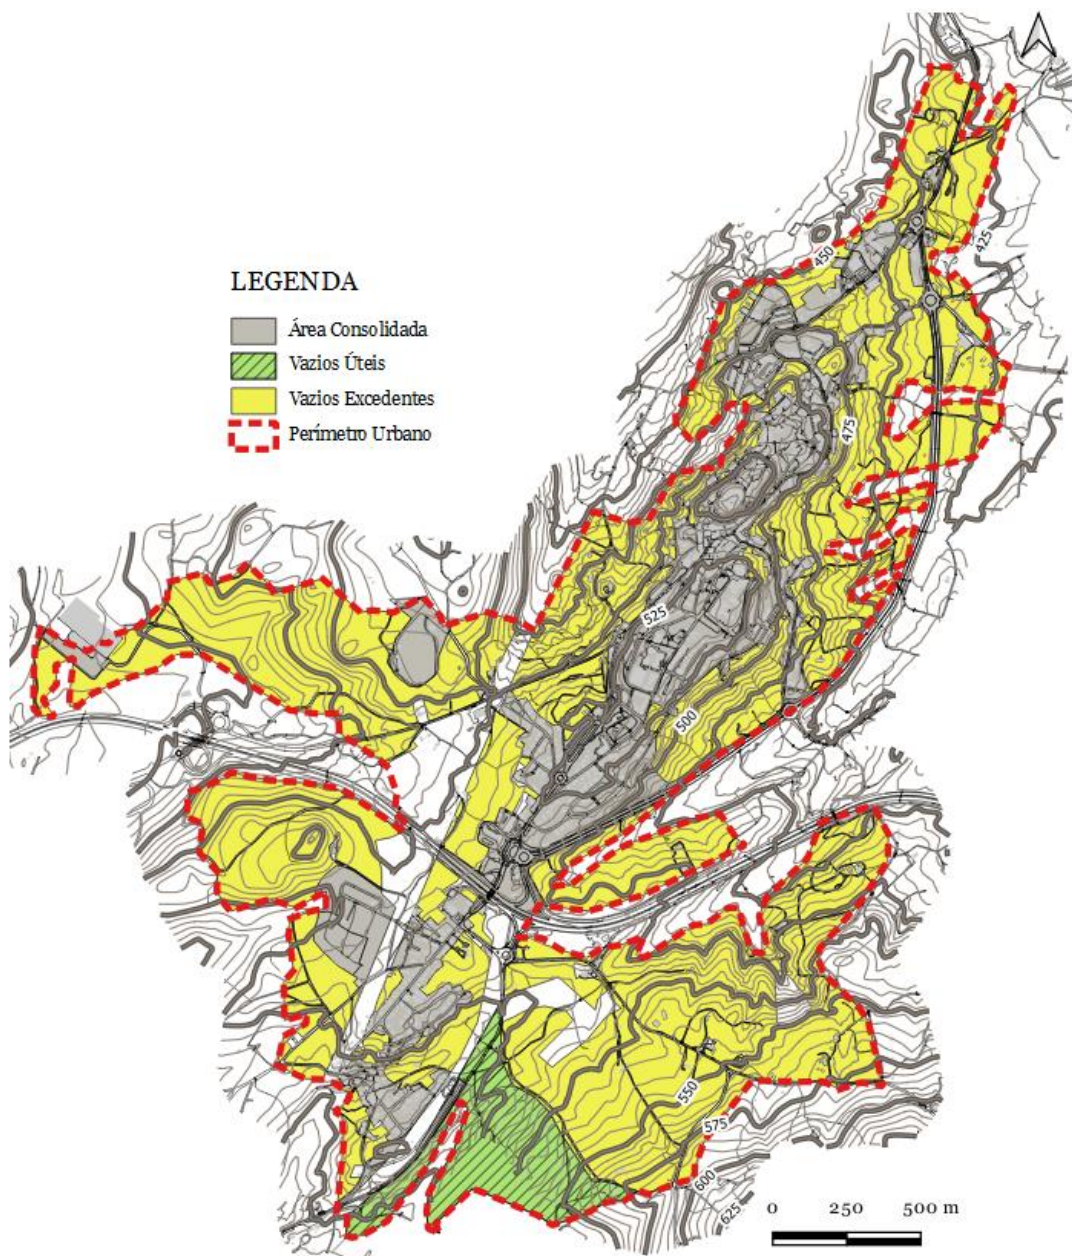 LEGENDA
Área Consolidada
Vazios Úteis
Vazios Excedentes
Perímetro Urbano
450
425
475
525
500
550
575
600
625
0 250 500 m